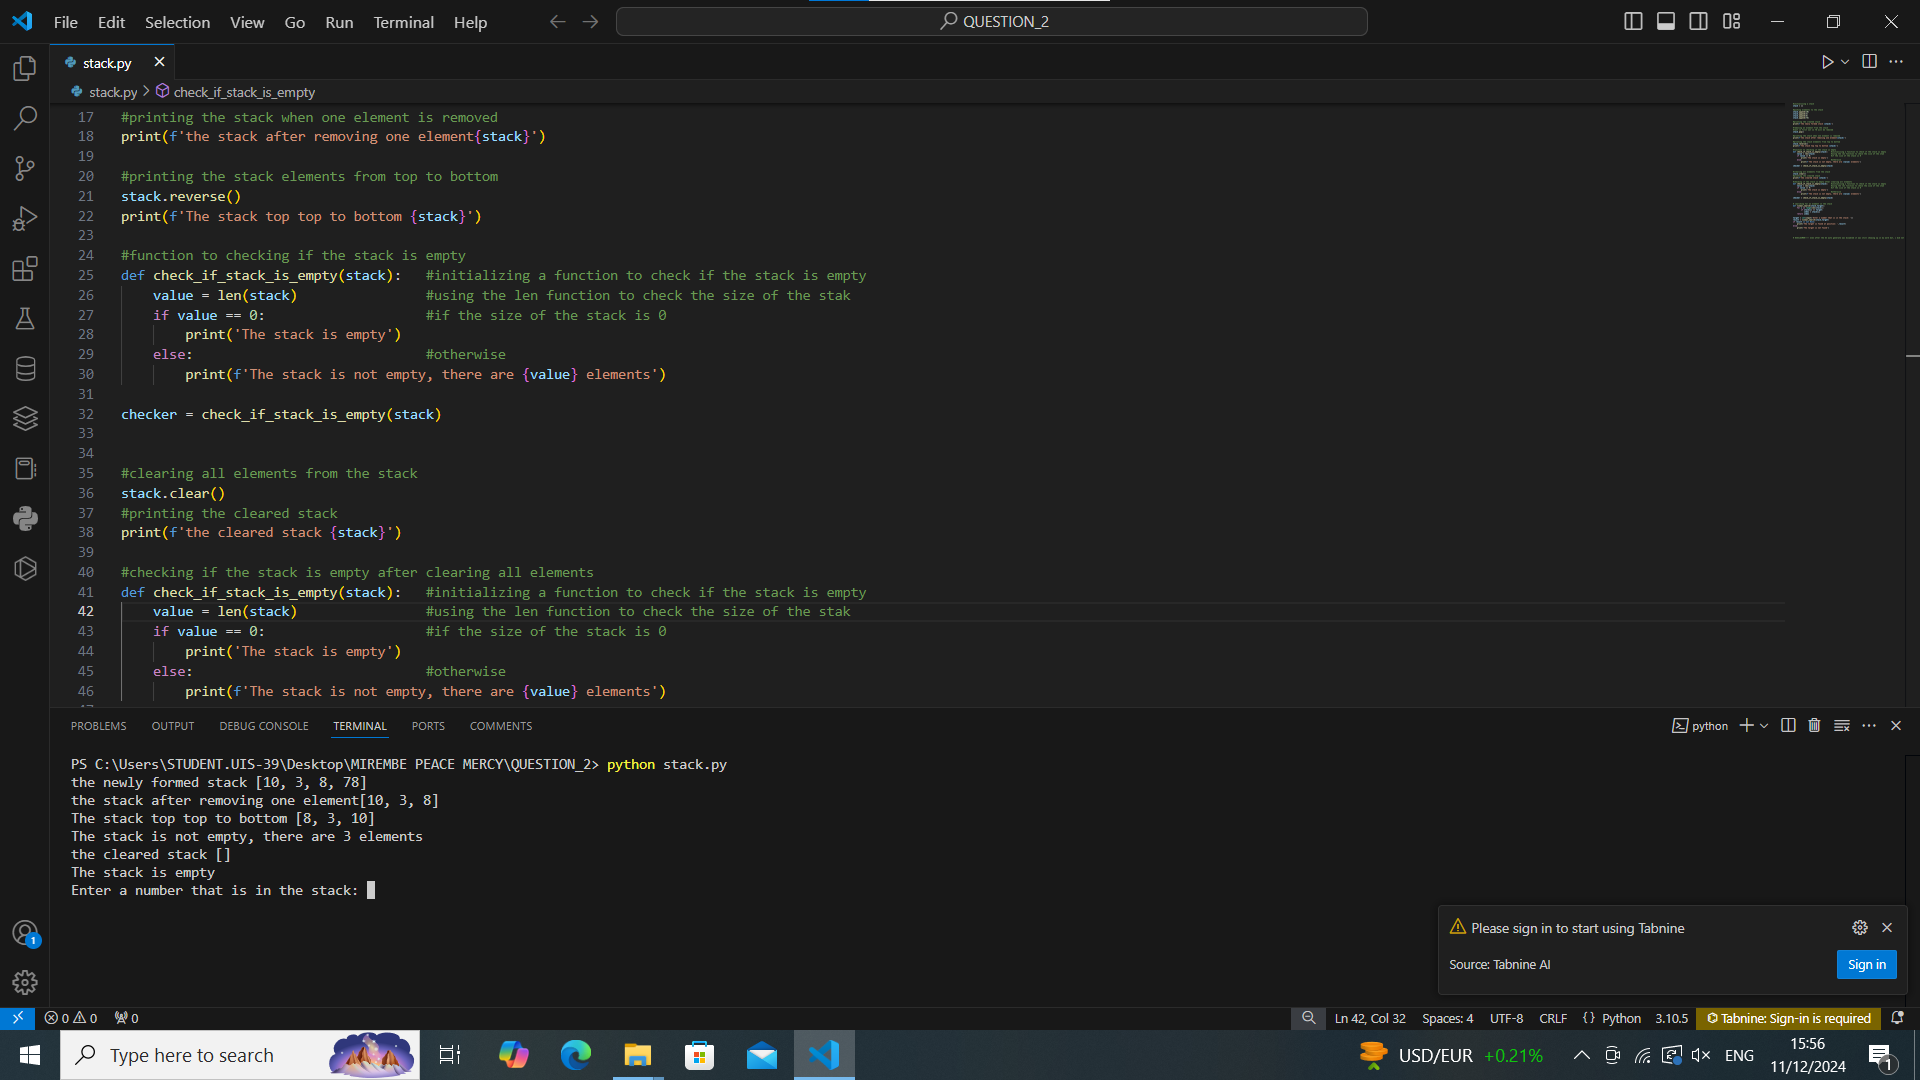 File Edit Selection View Go Run Terminal Help
QUESTION_2
stack.py
stack.py > check_if_stack_is_empty
17 #printing the stack when one element is removed
18 print(f'the stack after removing one element{stack}')
19
20 #printing the stack elements from top to bottom
21 stack.reverse()
22 print(f'The stack top top to bottom {stack}')
23
24 #function to checking if the stack is empty
25 def check_if_stack_is_empty(stack): #initializing a function to check if the stack is empty
26 value = len(stack) #using the len function to check the size of the stak
27 if value == 0: #if the size of the stack is 0
28 print('The stack is empty')
29 else: #otherwise
30 print(f'The stack is not empty, there are {value} elements')
31
32 checker = check_if_stack_is_empty(stack)
33
34
35 #clearing all elements from the stack
36 stack.clear()
37 #printing the cleared stack
38 print(f'the cleared stack {stack}')
39
40 #checking if the stack is empty after clearing all elements
41 def check_if_stack_is_empty(stack): #initializing a function to check if the stack is empty
42 value = len(stack) #using the len function to check the size of the stak
43 if value == 0: #if the size of the stack is 0
44 print('The stack is empty')
45 else: #otherwise
46 print(f'The stack is not empty, there are {value} elements')
PROBLEMS OUTPUT DEBUG CONSOLE TERMINAL PORTS COMMENTS
python
PS C:\Users\STUDENT.UIS-39\Desktop\MIREMBE PEACE MERCY\QUESTION_2> python stack.py
the newly formed stack [10, 3, 8, 78]
the stack after removing one element[10, 3, 8]
The stack top top to bottom [8, 3, 10]
The stack is not empty, there are 3 elements
the cleared stack []
The stack is empty
Enter a number that is in the stack:
Please sign in to start using Tabnine
Source: Tabnine AI
Sign in
1
0 0 0
Ln 42, Col 32 Spaces: 4 UTF-8 CRLF {} Python 3.10.5 Tabnine: Sign-in is required
Type here to search
USD/EUR +0.21%
ENG
15:56
11/12/2024
1